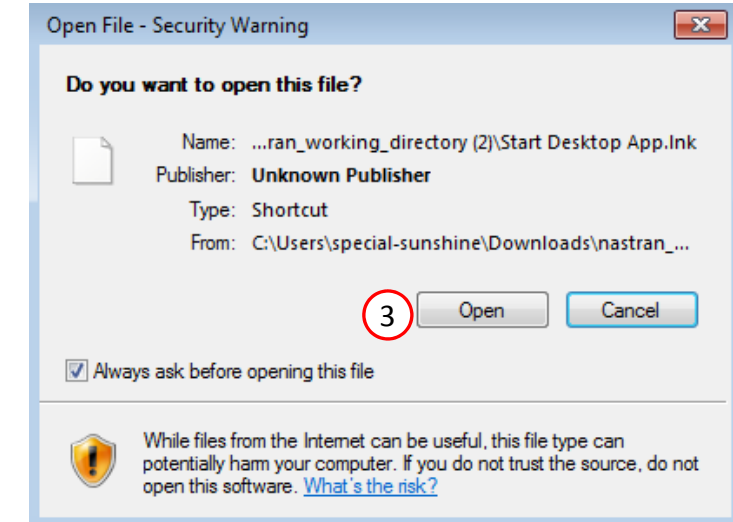 Open File - Security Warning
Do you want to open this file?
Name: ...ran_working_directory (2)\Start Desktop App.lnk
Publisher: Unknown Publisher
Type: Shortcut
From: C:\Users\special-sunshine\Downloads\nastran_...
3 Open Cancel
Always ask before opening this file
While files from the Internet can be useful, this file type can
potentially harm your computer. If you do not trust the source, do not
open this software. What's the risk?